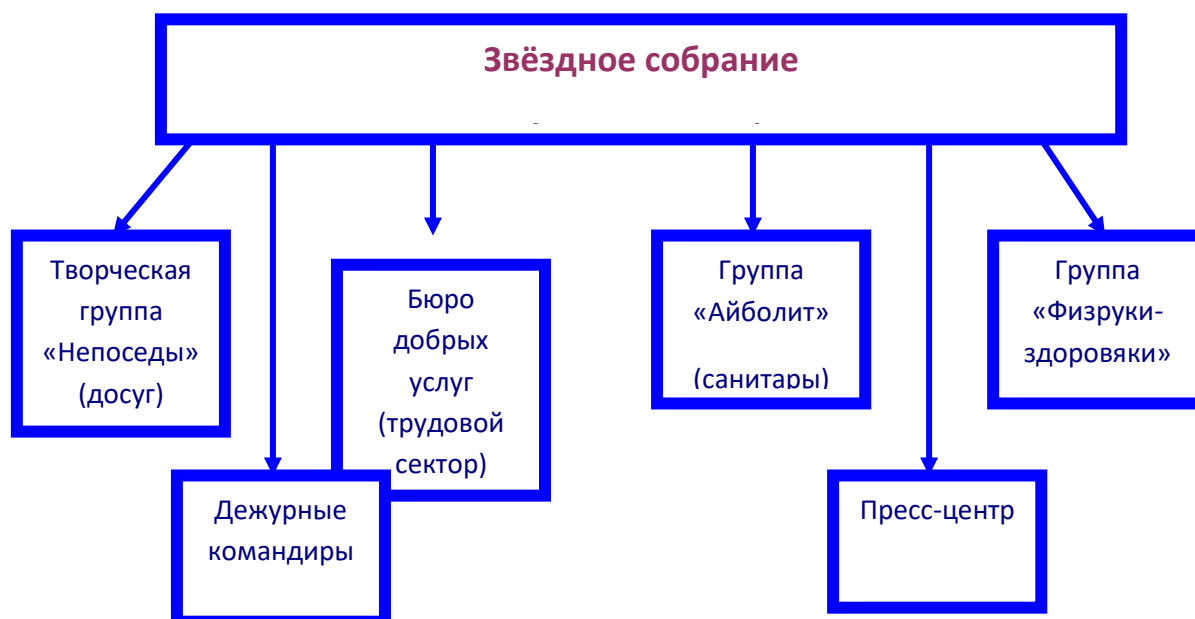 Звёздное собрание
Творческая
группа
«Непоседы»
(досуг)
Бюро
добрых
услуг
(трудовой
сектор)
Группа
«Айболит»
(санитары)
Группа
«Физруки-
здоровяки»
Дежурные
командиры
Пресс-центр